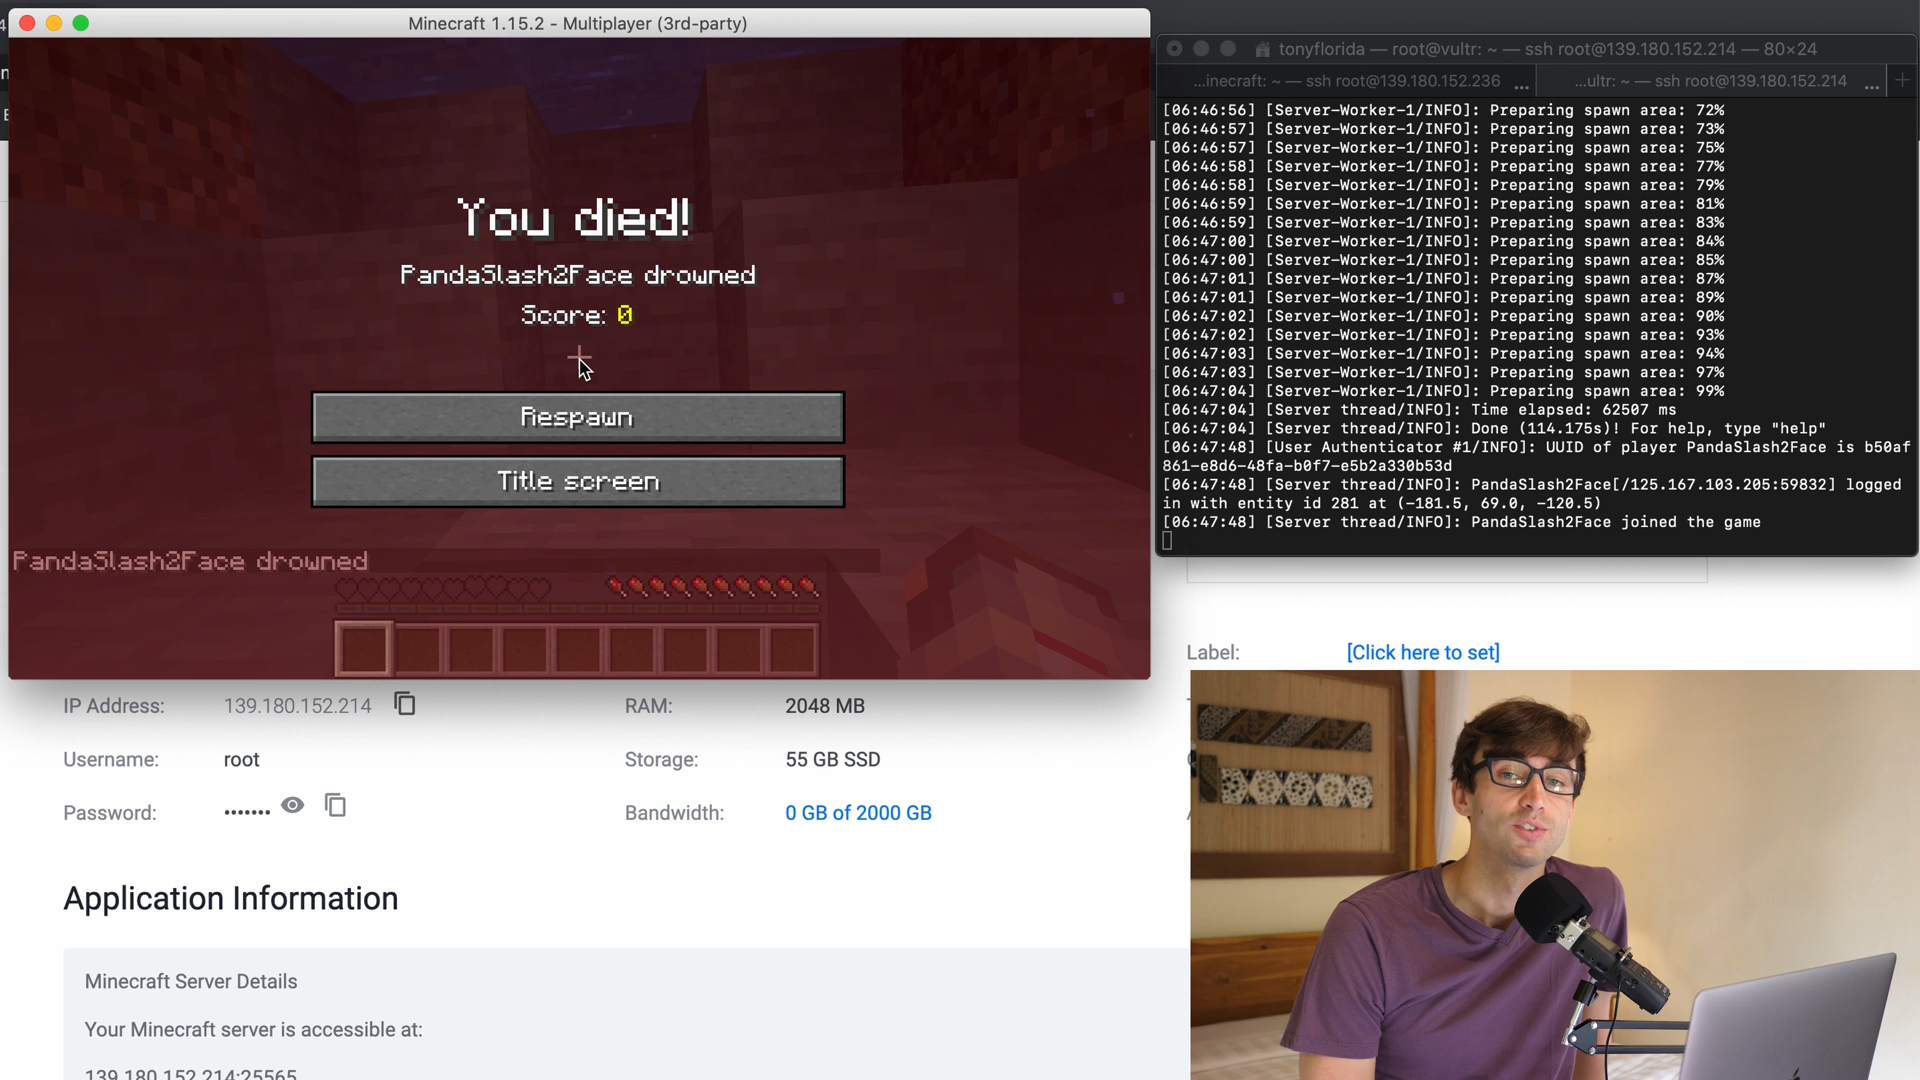 Minecraft 1.15.2 - Multiplayer (3rd-party)
You died!
PandaSlash2Face drowned
Score: 0
Respawn
Title screen
PandaSlash2Face drowned
tonyflorida — root@vultr: ~ — ssh root@139.180.152.214 — 80×24
...inecraft: ~ — ssh root@139.180.152.236 ...
...ultr: ~ — ssh root@139.180.152.214 ...
[06:46:56] [Server-Worker-1/INFO]: Preparing spawn area: 72%
[06:46:57] [Server-Worker-1/INFO]: Preparing spawn area: 73%
[06:46:57] [Server-Worker-1/INFO]: Preparing spawn area: 75%
[06:46:58] [Server-Worker-1/INFO]: Preparing spawn area: 77%
[06:46:58] [Server-Worker-1/INFO]: Preparing spawn area: 79%
[06:46:59] [Server-Worker-1/INFO]: Preparing spawn area: 81%
[06:46:59] [Server-Worker-1/INFO]: Preparing spawn area: 83%
[06:47:00] [Server-Worker-1/INFO]: Preparing spawn area: 84%
[06:47:00] [Server-Worker-1/INFO]: Preparing spawn area: 85%
[06:47:01] [Server-Worker-1/INFO]: Preparing spawn area: 87%
[06:47:01] [Server-Worker-1/INFO]: Preparing spawn area: 89%
[06:47:02] [Server-Worker-1/INFO]: Preparing spawn area: 90%
[06:47:02] [Server-Worker-1/INFO]: Preparing spawn area: 93%
[06:47:03] [Server-Worker-1/INFO]: Preparing spawn area: 94%
[06:47:03] [Server-Worker-1/INFO]: Preparing spawn area: 97%
[06:47:04] [Server-Worker-1/INFO]: Preparing spawn area: 99%
[06:47:04] [Server thread/INFO]: Time elapsed: 62507 ms
[06:47:04] [Server thread/INFO]: Done (114.175s)! For help, type "help"
[06:47:48] [User Authenticator #1/INFO]: UUID of player PandaSlash2Face is b50af
861-e8d6-48fa-b0f7-e5b2a330b53d
[06:47:48] [Server thread/INFO]: PandaSlash2Face[/125.167.103.205:59832] logged
in with entity id 281 at (-181.5, 69.0, -120.5)
[06:47:48] [Server thread/INFO]: PandaSlash2Face joined the game
Label: [Click here to set]
IP Address: 139.180.152.214
RAM: 2048 MB
Username: root
Storage: 55 GB SSD
Password: •••••••
Bandwidth: 0 GB of 2000 GB
Application Information
Minecraft Server Details
Your Minecraft server is accessible at:
139.180.152.214:25565